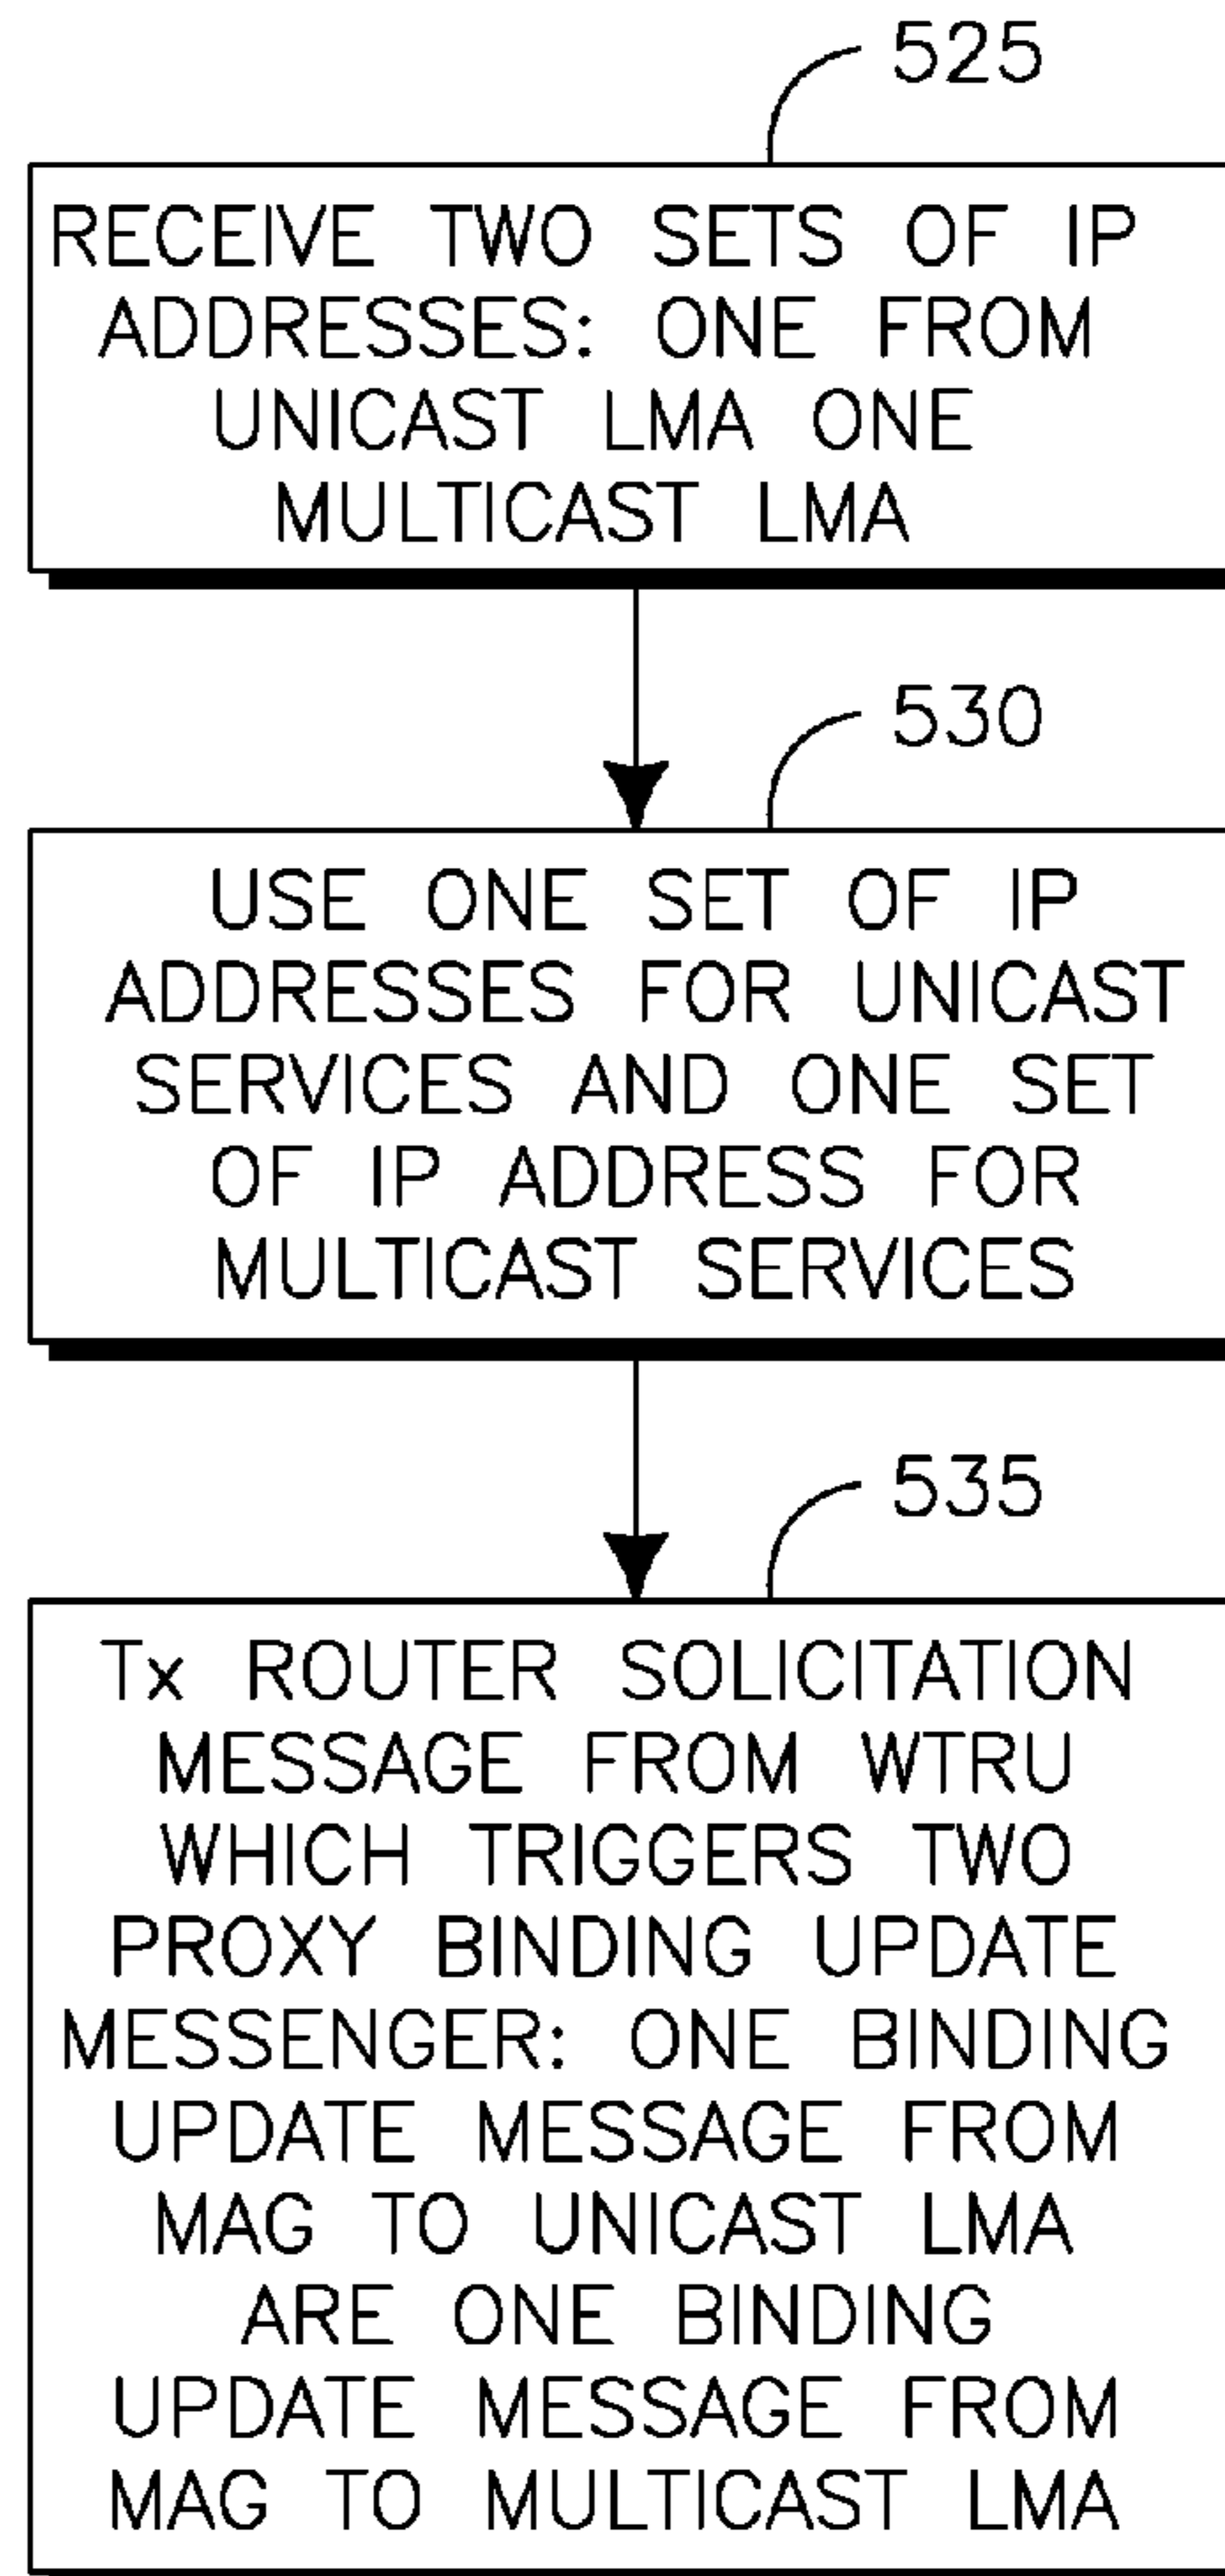 525
RECEIVE TWO SETS OF IP
ADDRESSES: ONE FROM
UNICAST LMA ONE
MULTICAST LMA
530
USE ONE SET OF IP
ADDRESSES FOR UNICAST
SERVICES AND ONE SET
OF IP ADDRESS FOR
MULTICAST SERVICES
535
Tx ROUTER SOLICITATION
MESSAGE FROM WTRU
WHICH TRIGGERS TWO
PROXY BINDING UPDATE
MESSENGER: ONE BINDING
UPDATE MESSAGE FROM
MAG TO UNICAST LMA
ARE ONE BINDING
UPDATE MESSAGE FROM
MAG TO MULTICAST LMA